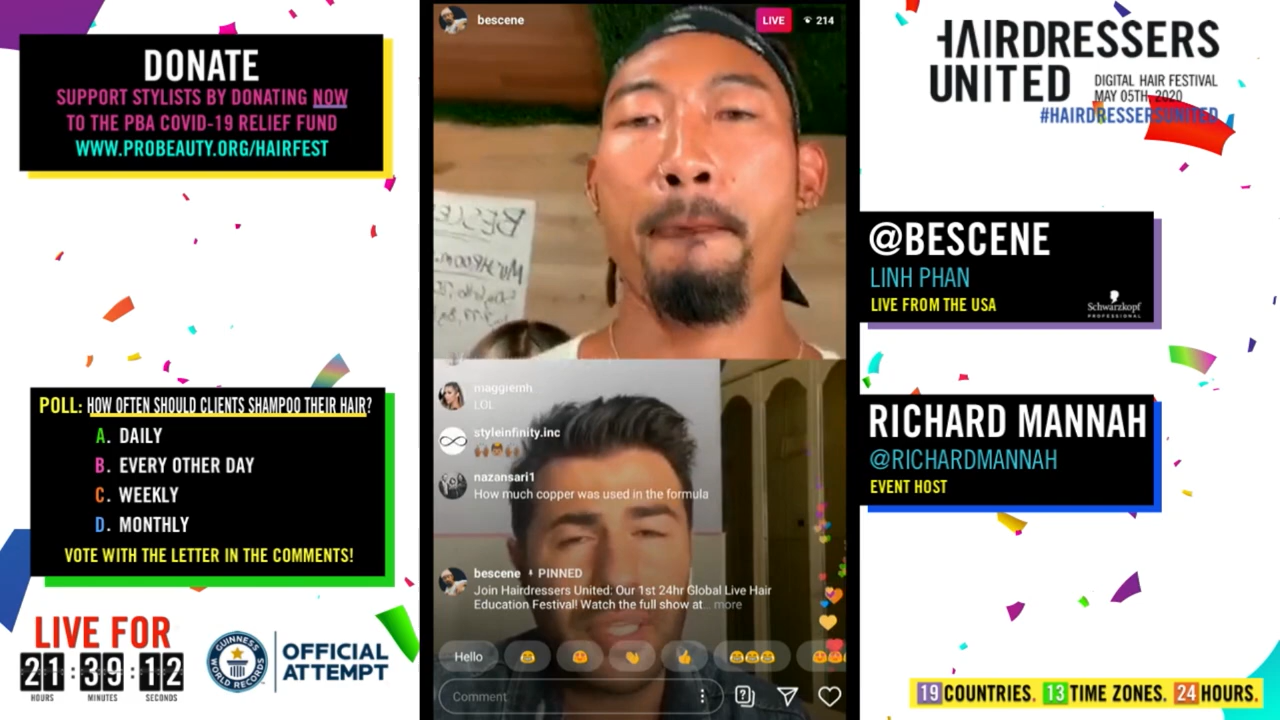 DONATE
SUPPORT STYLISTS BY DONATING NOW
TO THE PBA COVID-19 RELIEF FUND
WWW.PROBEAUTY.ORG/HAIRFEST
POLL: HOW OFTEN SHOULD CLIENTS SHAMPOO THEIR HAIR?
A. DAILY
B. EVERY OTHER DAY
C. WEEKLY
D. MONTHLY
VOTE WITH THE LETTER IN THE COMMENTS!
LIVE FOR
21:39:12
HOURS MINUTES SECONDS
GUINNESS WORLD RECORDS
OFFICIAL
ATTEMPT
bescene
LIVE 214
BESCE
maggiemh
LOL
styleinfinity.inc
nazansari1
How much copper was used in the formula
bescene PINNED
Join Hairdressers United: Our 1st 24hr Global Live Hair
Education Festival! Watch the full show at... more
Hello
Comment
HAIRDRESSERS
UNITED
DIGITAL HAIR FESTIVAL
MAY 05TH, 2020
#HAIRDRESSERSUNITED
@BESCENE
LINH PHAN
LIVE FROM THE USA
Schwarzkopf
PROFESSIONAL
RICHARD MANNAH
@RICHARDMANNAH
EVENT HOST
19 COUNTRIES. 13 TIME ZONES. 24 HOURS.